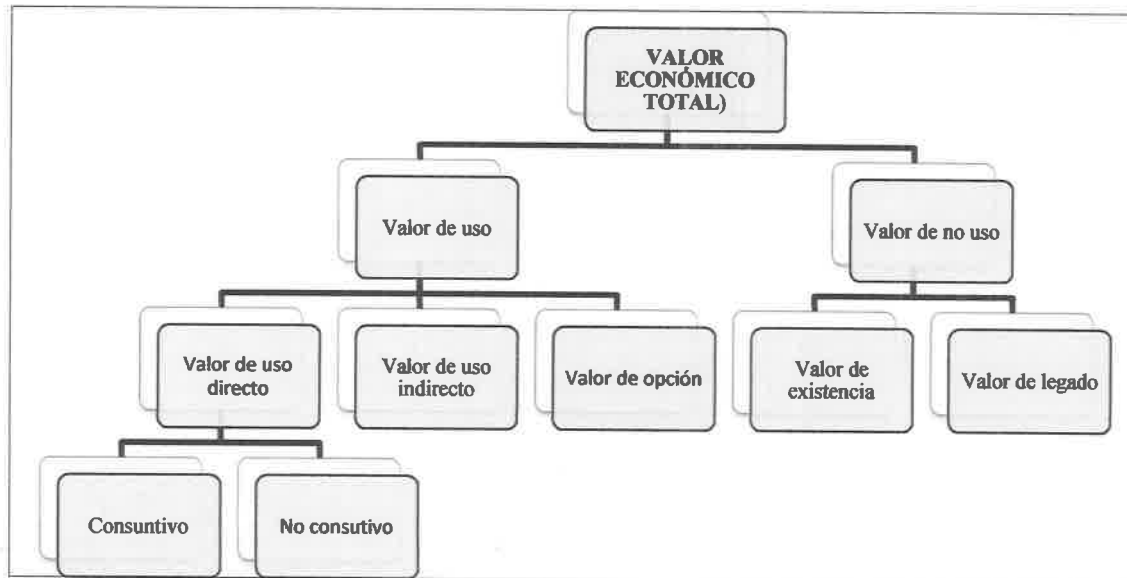 VALOR
ECONÓMICO
TOTAL)
Valor de uso
Valor de no uso
Valor de uso
directo
Valor de uso
indirecto
Valor de opción
Valor de
existencia
Valor de legado
Consuntivo
No consutivo